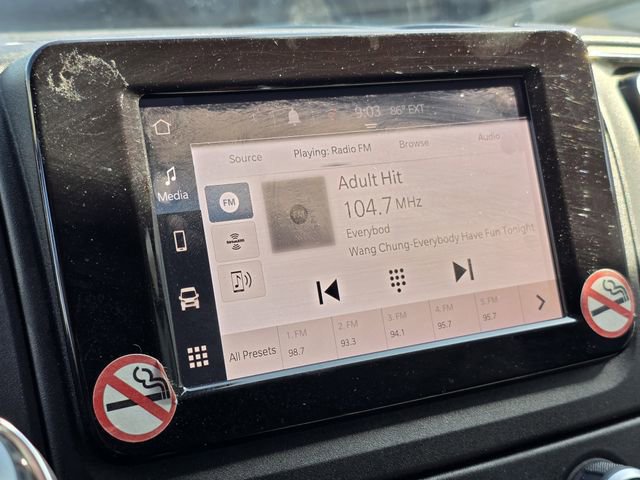 9:03 86° EXT
Source Playing: Radio FM Browse Audio
Media
FM
FM
Adult Hit
104.7 MHz
Everybod
Wang Chung-Everybody Have Fun Tonight
SiriusXM
All Presets
1. FM 2. FM 3. FM 4. FM 5. FM
98.7 93.3 94.1 95.7 95.7